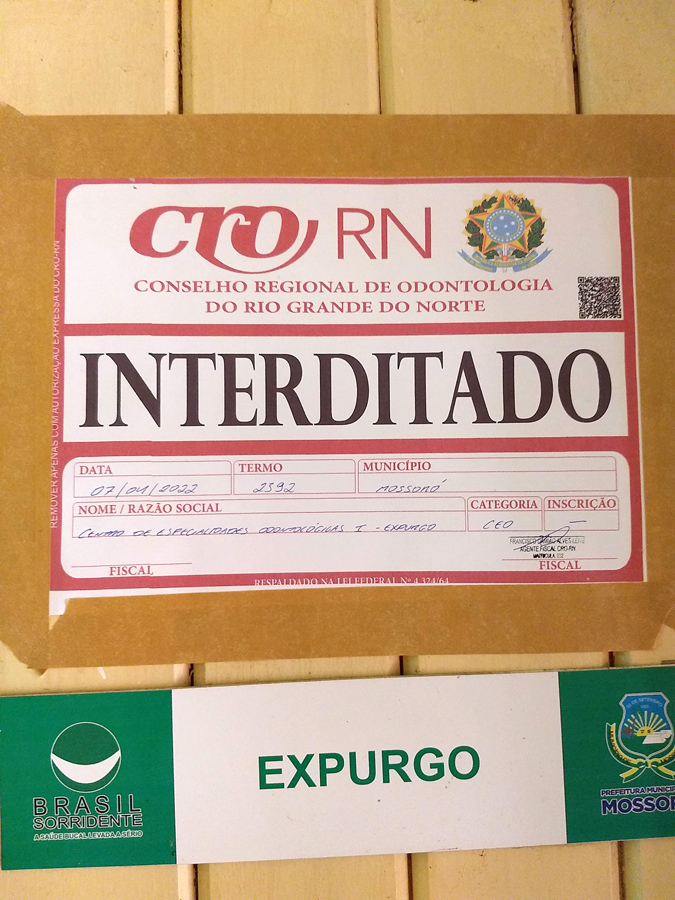 REMOVER APENAS COM AUTORIZAÇÃO EXPRESSA DO CRO-RN
cro RN
CONSELHO REGIONAL DE ODONTOLOGIA
DO RIO GRANDE DO NORTE
INTERDITADO
DATA
07/04/2022
TERMO
2392
MUNICÍPIO
MOSSORÓ
NOME / RAZÃO SOCIAL
CENTRO DE ESPECIALIDADES ODONTOLÓGICAS I - EXPURGO
CATEGORIA
CEO
INSCRIÇÃO
—
AGENTE FISCAL CRO-RN
FISCAL
FISCAL
RESPALDADO NA LEI FEDERAL Nº 4.324/64
BRASIL
SORRIDENTE
A SAÚDE BUCAL LEVADA A SÉRIO
EXPURGO
PREFEITURA MUNICI
MOSSOR